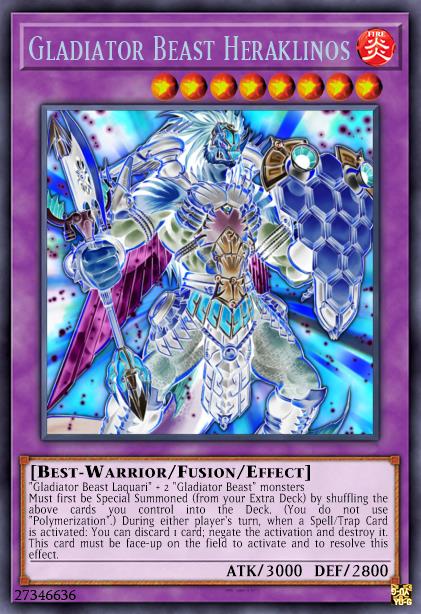 GLADIATOR BEAST HERAKLINOS
FIRE
炎
[BEST-WARRIOR/FUSION/EFFECT]
"Gladiator Beast Laquari" + 2 "Gladiator Beast" monsters
Must first be Special Summoned (from your Extra Deck) by shuffling the
above cards you control into the Deck. (You do not use
"Polymerization".) During either player's turn, when a Spell/Trap Card
is activated: You can discard 1 card; negate the activation and destroy it.
This card must be face-up on the field to activate and to resolve this
effect.
ATK/3000 DEF/2800
27346636